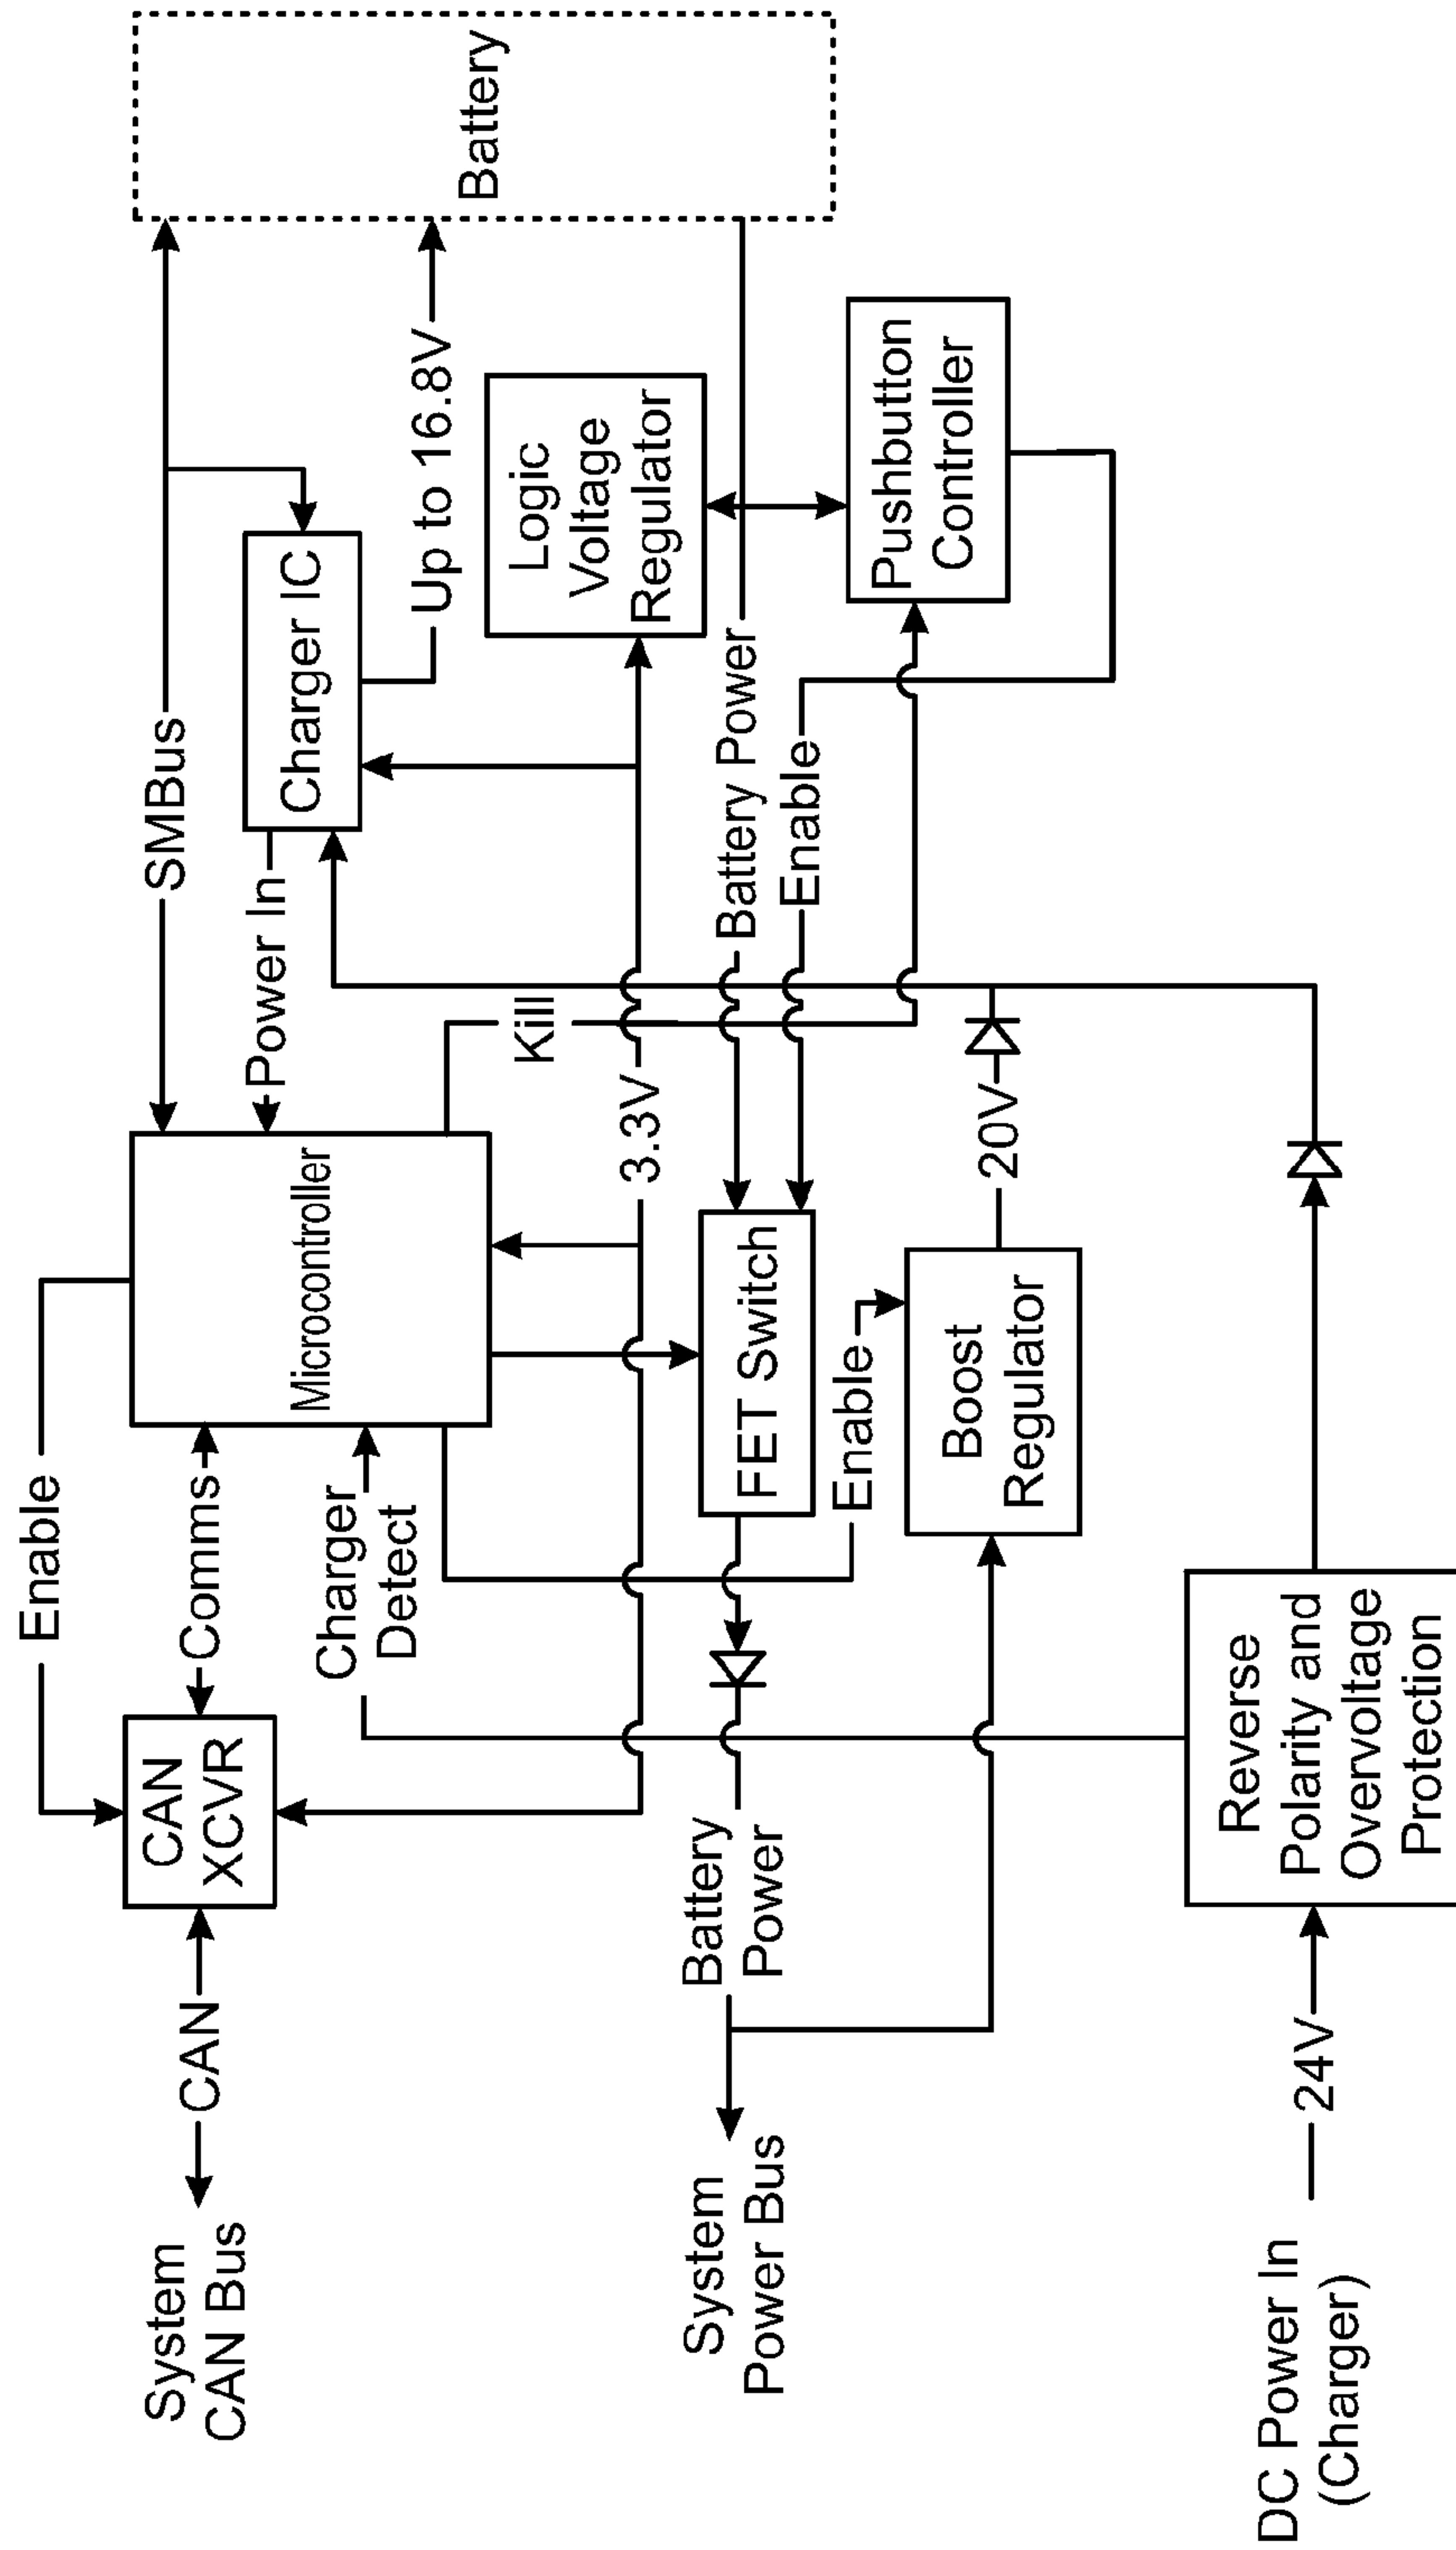 Enable
System
CAN Bus
CAN
CAN
XCVR
Comms
Microcontroller
SMBus
Power In
Charger IC
Battery
Charger
Detect
Kill
Up to 16.8V
Logic
Voltage
Regulator
3.3V
System
Power Bus
Battery
Power
FET Switch
Battery Power
Enable
Pushbutton
Controller
Enable
Boost
Regulator
20V
DC Power In
(Charger)
24V
Reverse
Polarity and
Overvoltage
Protection